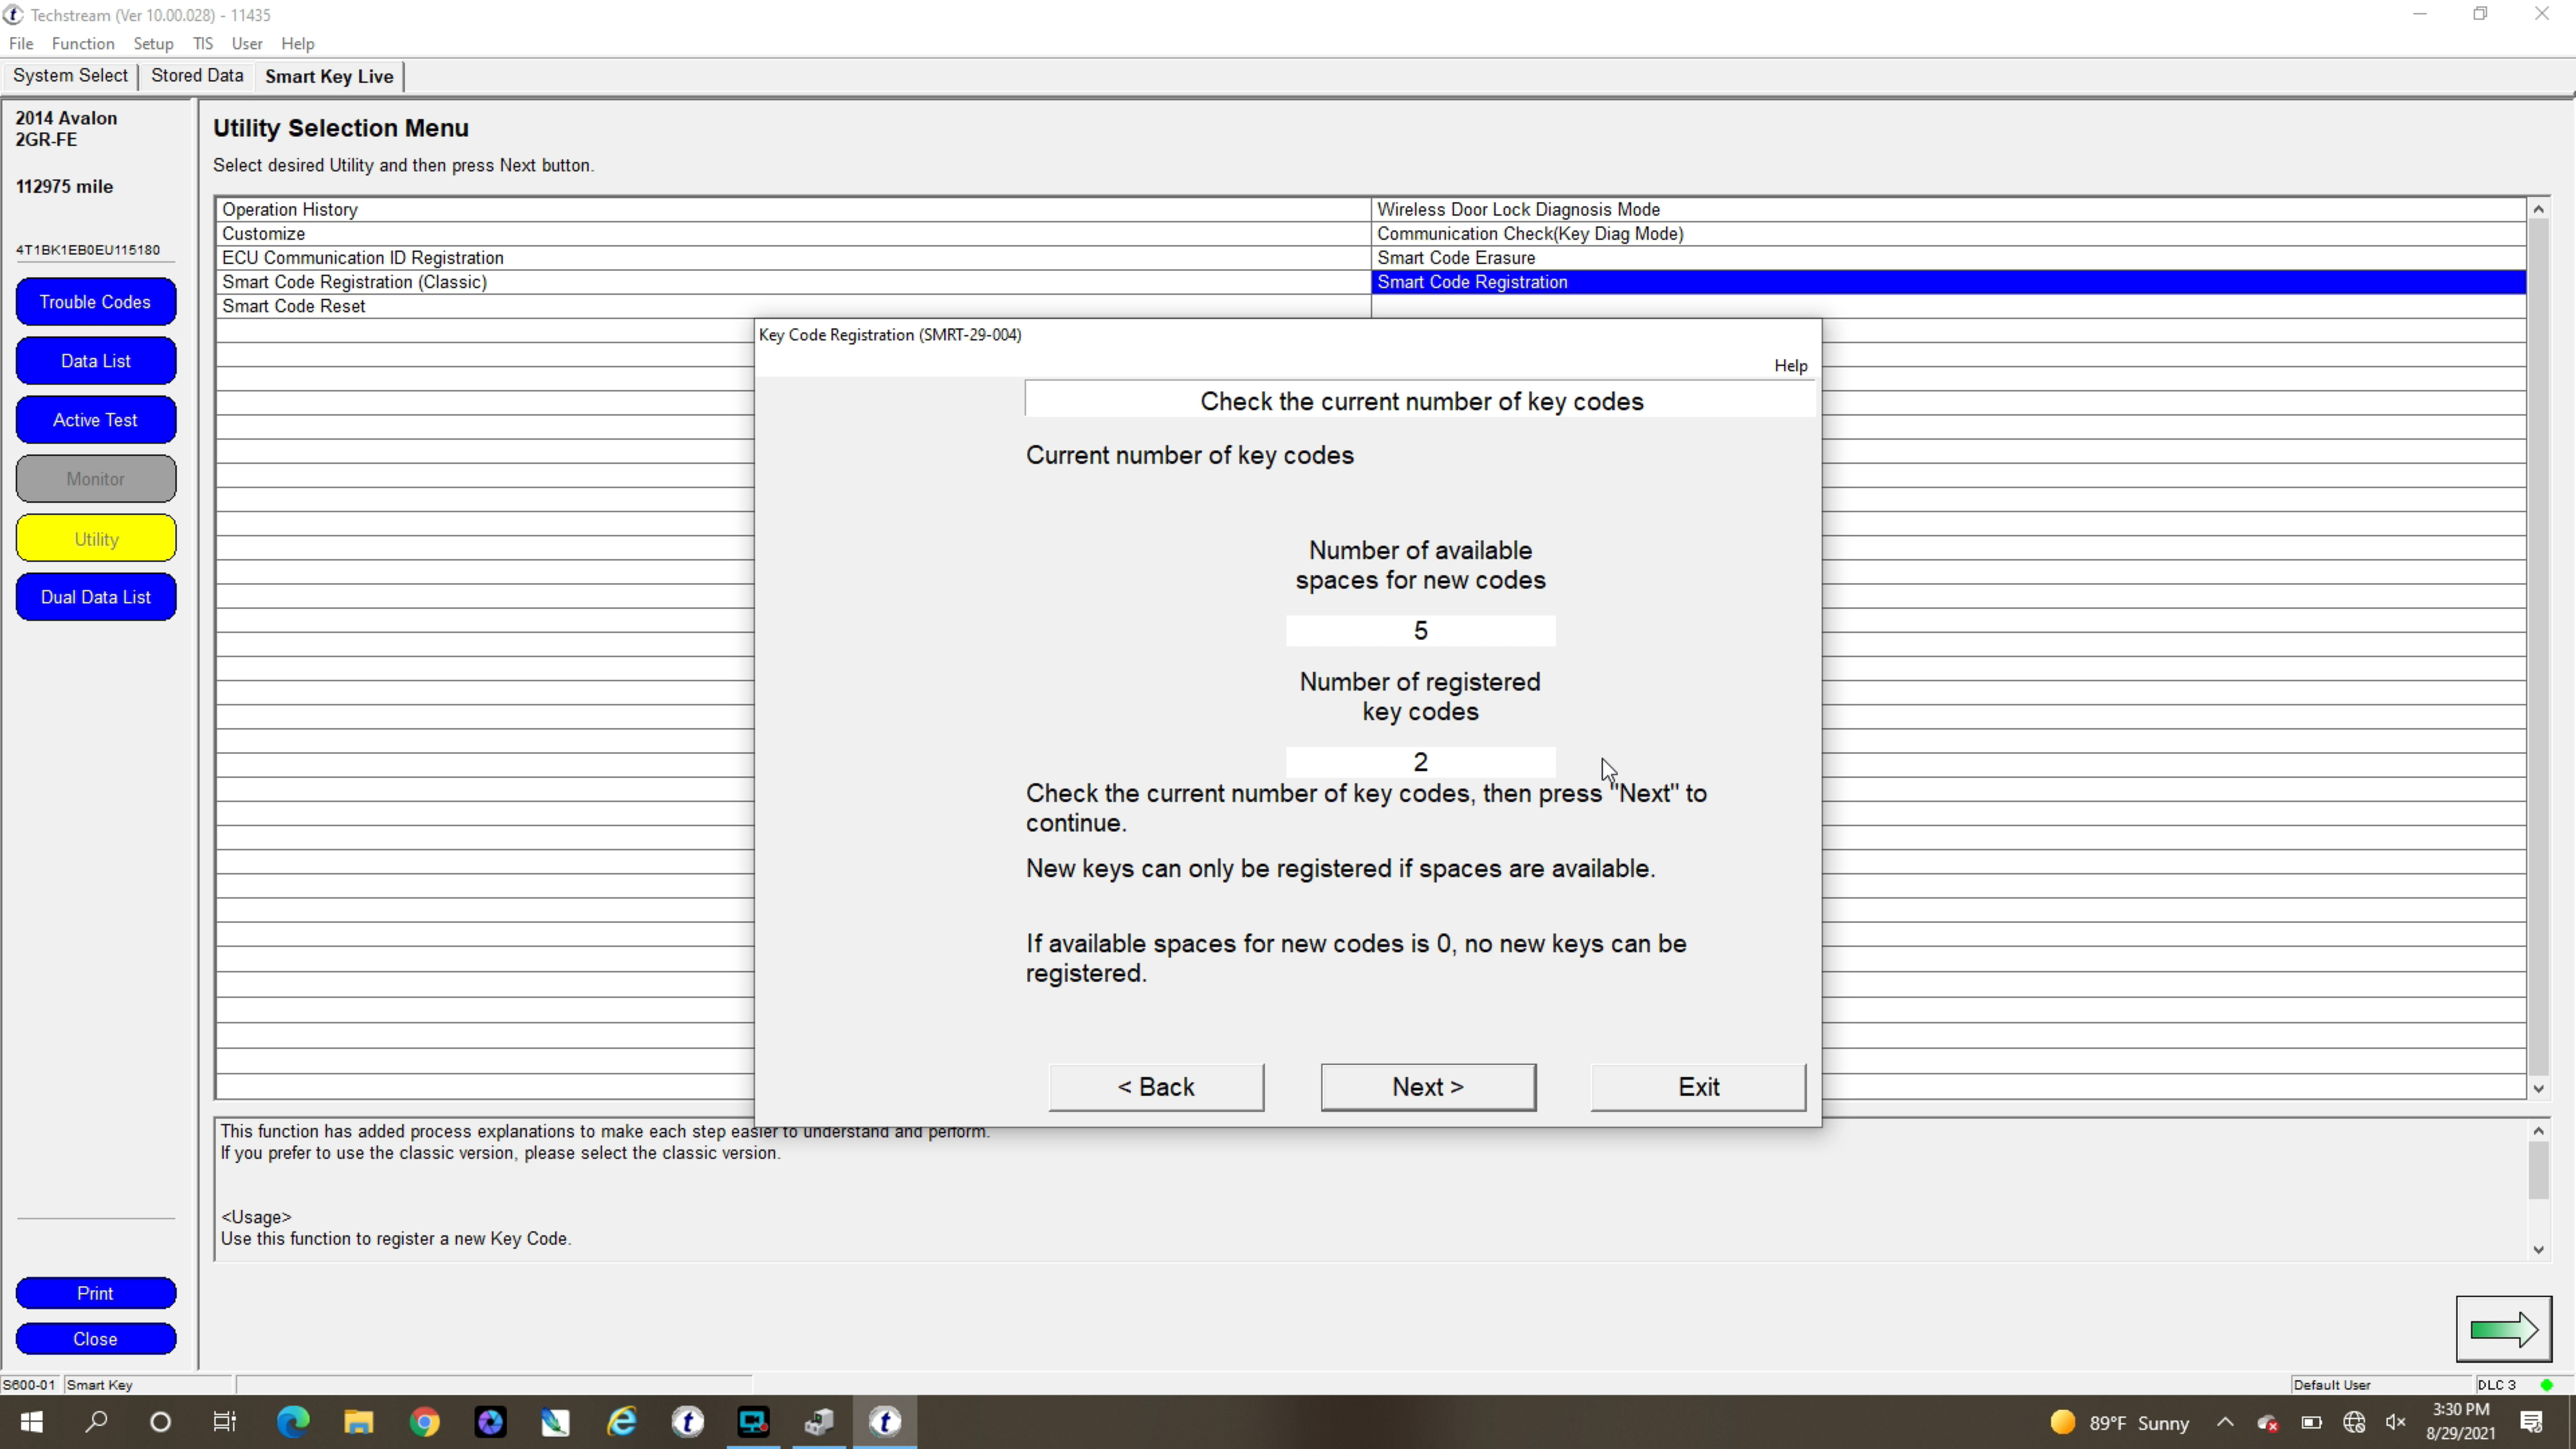 Techstream (Ver 10.00.028) - 11435
File Function Setup TIS User Help
System Select Stored Data Smart Key Live
2014 Avalon
2GR-FE
112975 mile
4T1BK1EB0EU115180
Trouble Codes
Data List
Active Test
Monitor
Utility
Dual Data List
Print
Close
Utility Selection Menu
Select desired Utility and then press Next button.
Operation History Wireless Door Lock Diagnosis Mode
Customize Communication Check(Key Diag Mode)
ECU Communication ID Registration Smart Code Erasure
Smart Code Registration (Classic) Smart Code Registration
Smart Code Reset
Key Code Registration (SMRT-29-004)
Help
Check the current number of key codes
Current number of key codes
Number of available
spaces for new codes
5
Number of registered
key codes
2
Check the current number of key codes, then press "Next" to
continue.
New keys can only be registered if spaces are available.
If available spaces for new codes is 0, no new keys can be
registered.
< Back Next > Exit
This function has added process explanations to make each step easier to understand and perform.
If you prefer to use the classic version, please select the classic version.
<Usage>
Use this function to register a new Key Code.
S600-01 Smart Key Default User DLC 3
89°F Sunny
3:30 PM
8/29/2021